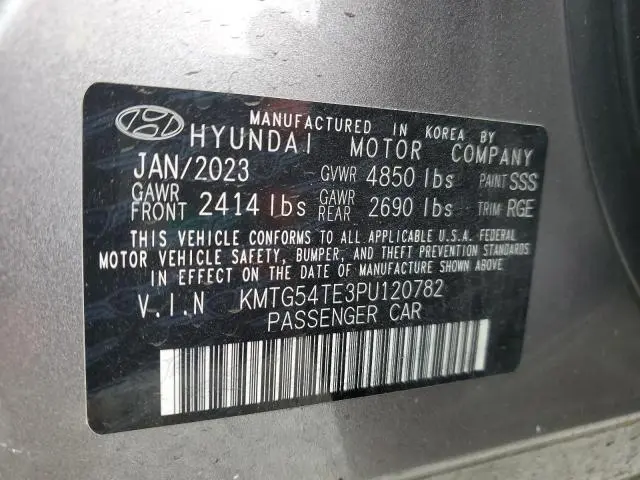 MANUFACTURED IN KOREA BY
HYUNDAI MOTOR COMPANY
JAN/2023 GVWR 4850 lbs PAINT SSS
GAWR FRONT 2414 lbs GAWR REAR 2690 lbs TRIM RGE
THIS VEHICLE CONFORMS TO ALL APPLICABLE U.S.A. FEDERAL
MOTOR VEHICLE SAFETY, BUMPER, AND THEFT PREVENTION STANDARDS
IN EFFECT ON THE DATE OF MANUFACTURE SHOWN ABOVE.
V.I.N KMTG54TE3PU120782
PASSENGER CAR